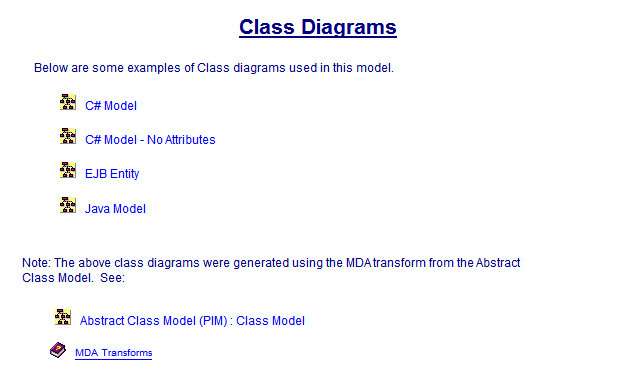 Class Diagrams
Below are some examples of Class diagrams used in this model.
C# Model
C# Model - No Attributes
EJB Entity
Java Model
Note: The above class diagrams were generated using the MDA transform from the Abstract
Class Model. See:
Abstract Class Model (PIM) : Class Model
MDA Transforms